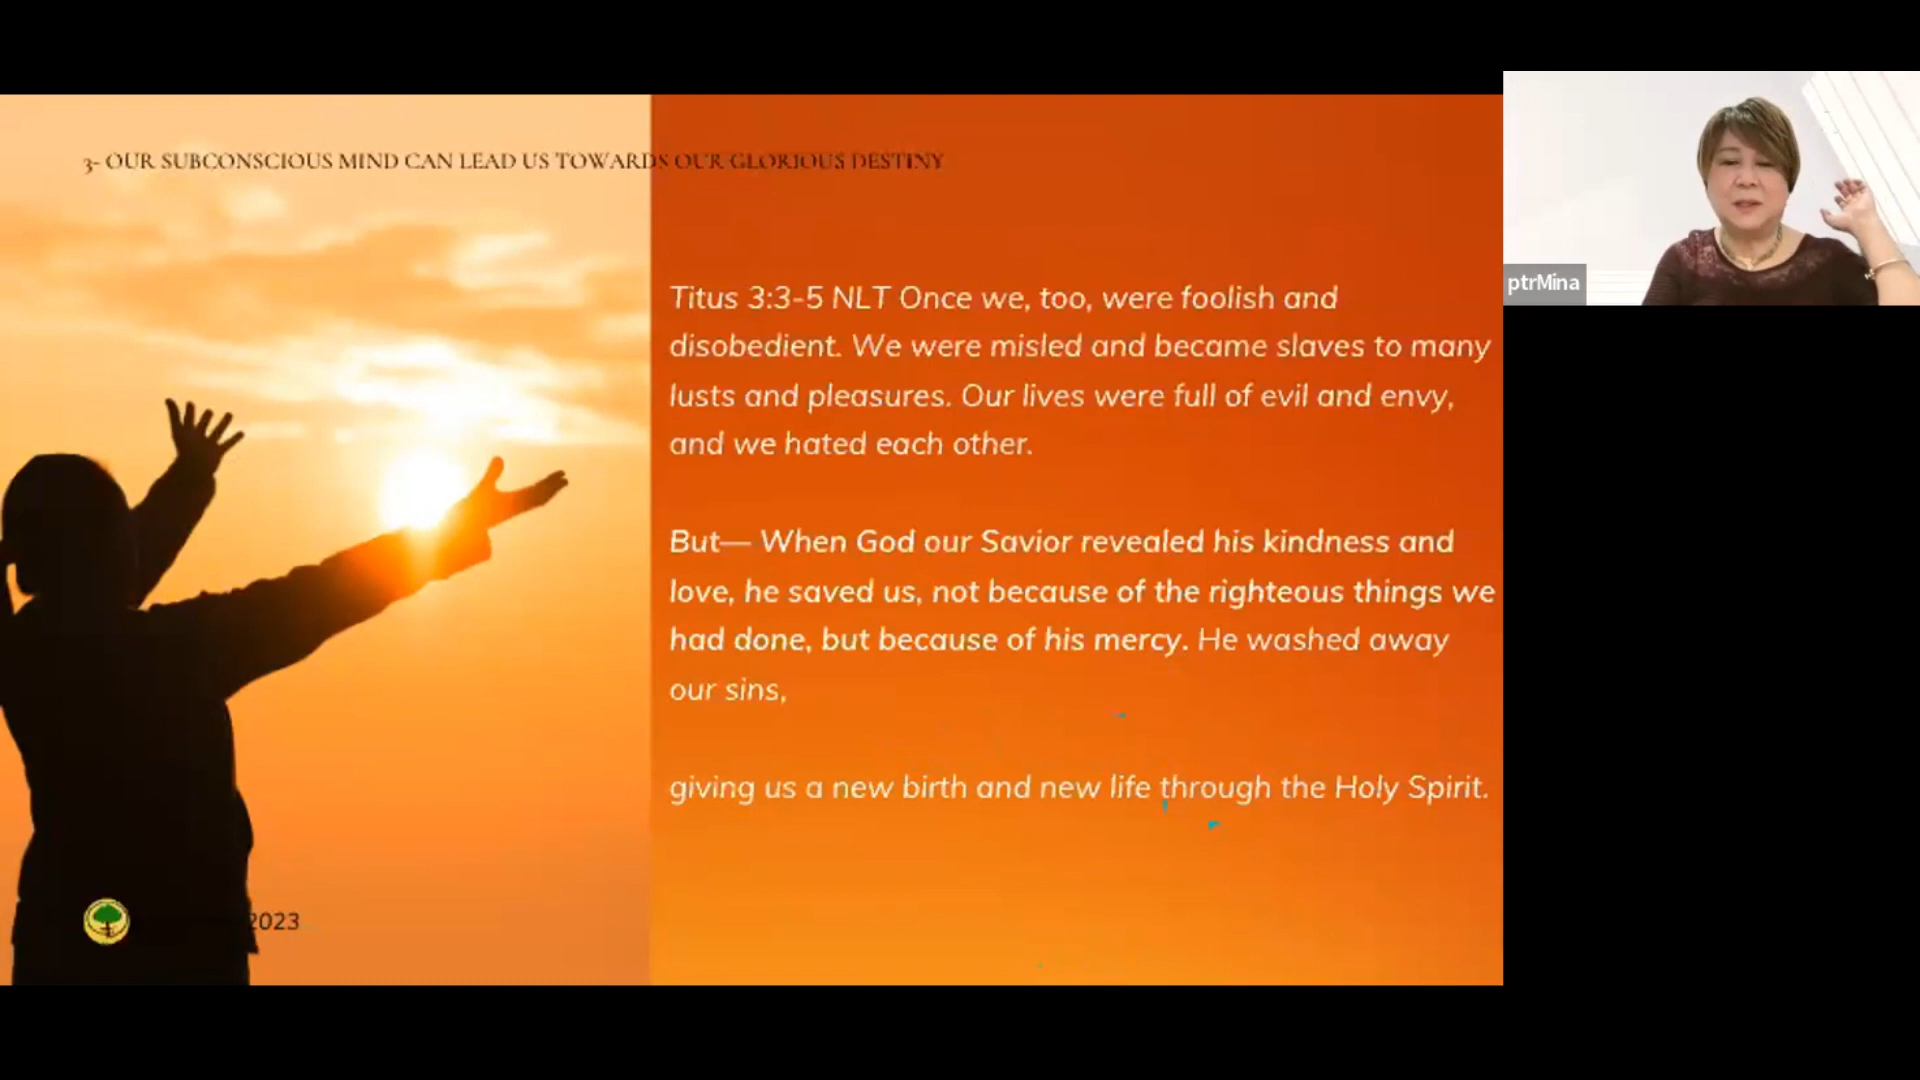 3- OUR SUBCONSCIOUS MIND CAN LEAD US TOWARDS OUR GLORIOUS DESTINY
Titus 3:3-5 NLT Once we, too, were foolish and
disobedient. We were misled and became slaves to many
lusts and pleasures. Our lives were full of evil and envy,
and we hated each other.
But— When God our Savior revealed his kindness and
love, he saved us, not because of the righteous things we
had done, but because of his mercy. He washed away
our sins,
giving us a new birth and new life through the Holy Spirit.
2023
ptrMina